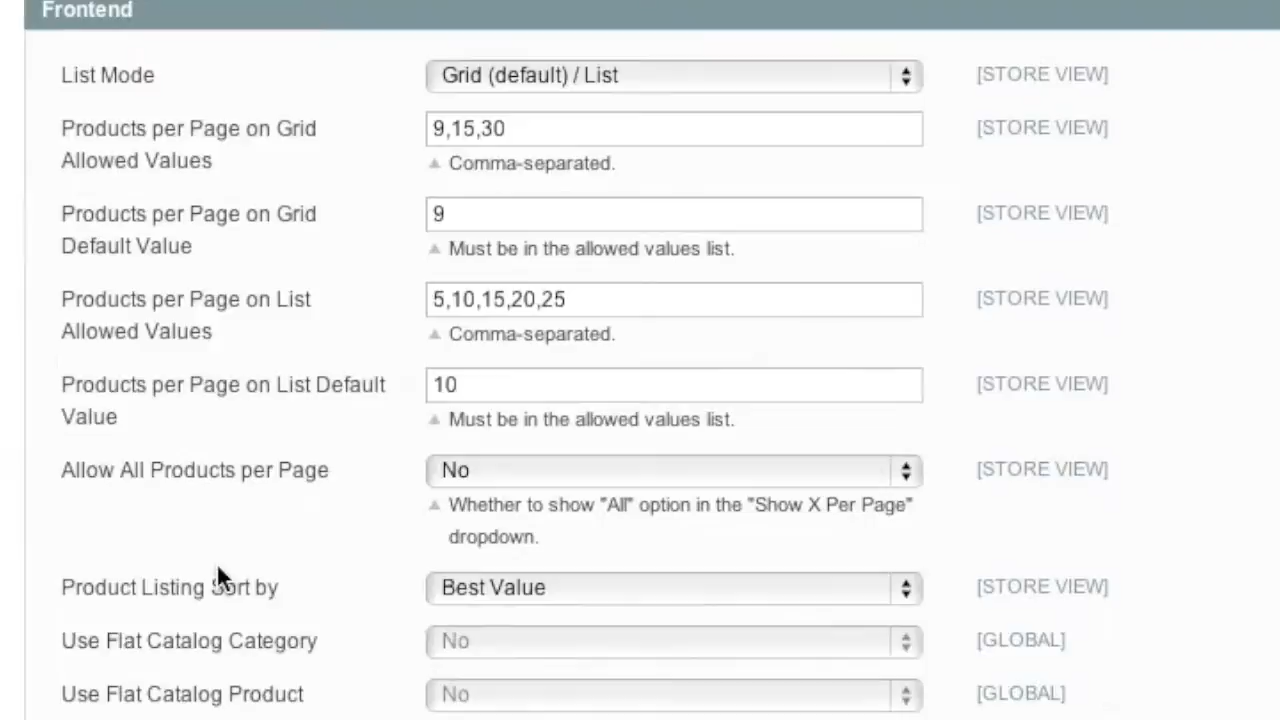 Frontend
List Mode
Grid (default) / List
[STORE VIEW]
Products per Page on Grid
Allowed Values
9,15,30
[STORE VIEW]
Comma-separated.
Products per Page on Grid
Default Value
9
[STORE VIEW]
Must be in the allowed values list.
Products per Page on List
Allowed Values
5,10,15,20,25
[STORE VIEW]
Comma-separated.
Products per Page on List Default
Value
10
[STORE VIEW]
Must be in the allowed values list.
Allow All Products per Page
No
[STORE VIEW]
Whether to show "All" option in the "Show X Per Page"
dropdown.
Product Listing Sort by
Best Value
[STORE VIEW]
Use Flat Catalog Category
No
[GLOBAL]
Use Flat Catalog Product
No
[GLOBAL]